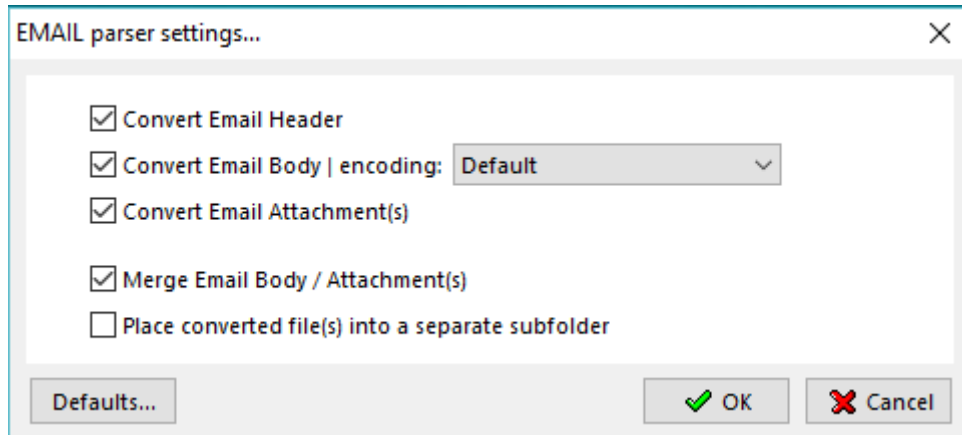 EMAIL parser settings...
Convert Email Header
Convert Email Body | encoding: Default
Convert Email Attachment(s)
Merge Email Body / Attachment(s)
Place converted file(s) into a separate subfolder
Defaults... OK Cancel